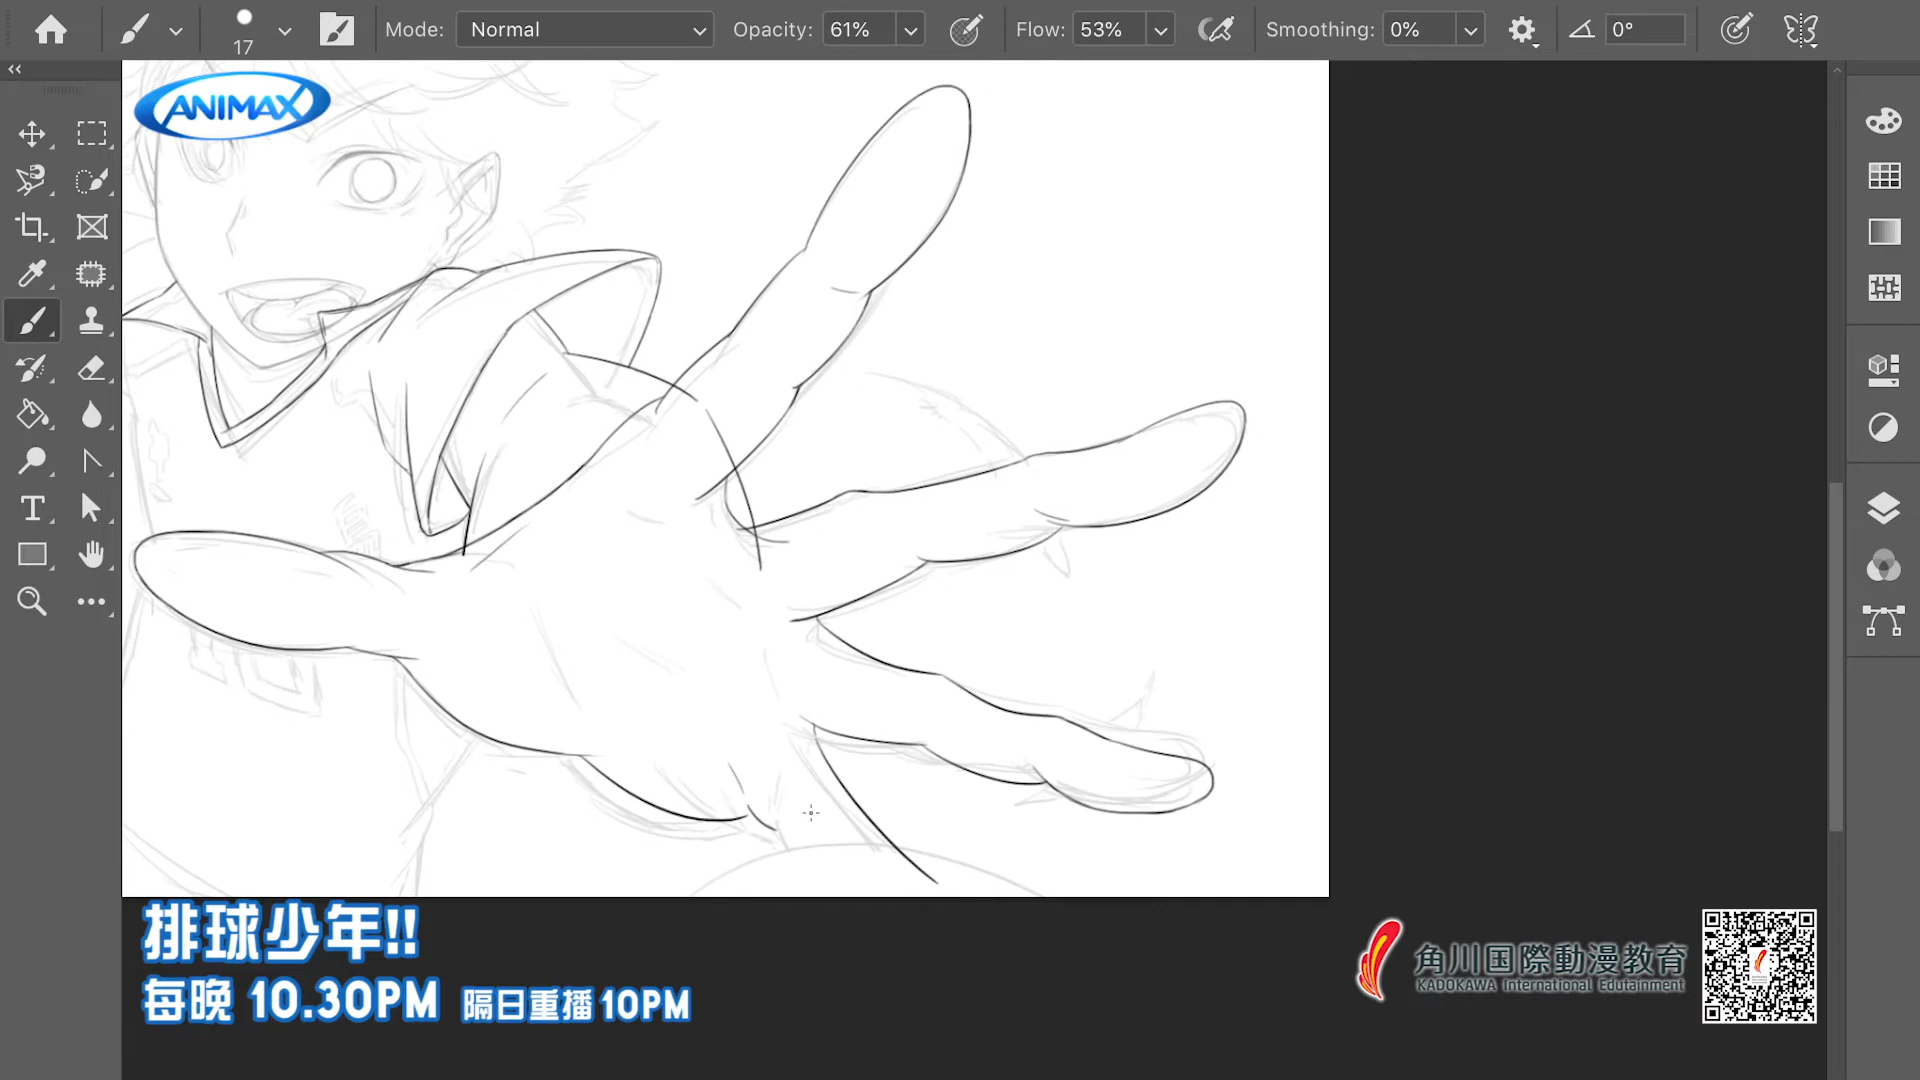 Mode: Normal Opacity: 61% Flow: 53% Smoothing: 0% 0°
17
ANIMAX
排球少年!!
每晚 10.30PM 隔日重播 10PM
角川国際動漫教育
KADOKAWA International Edutainment